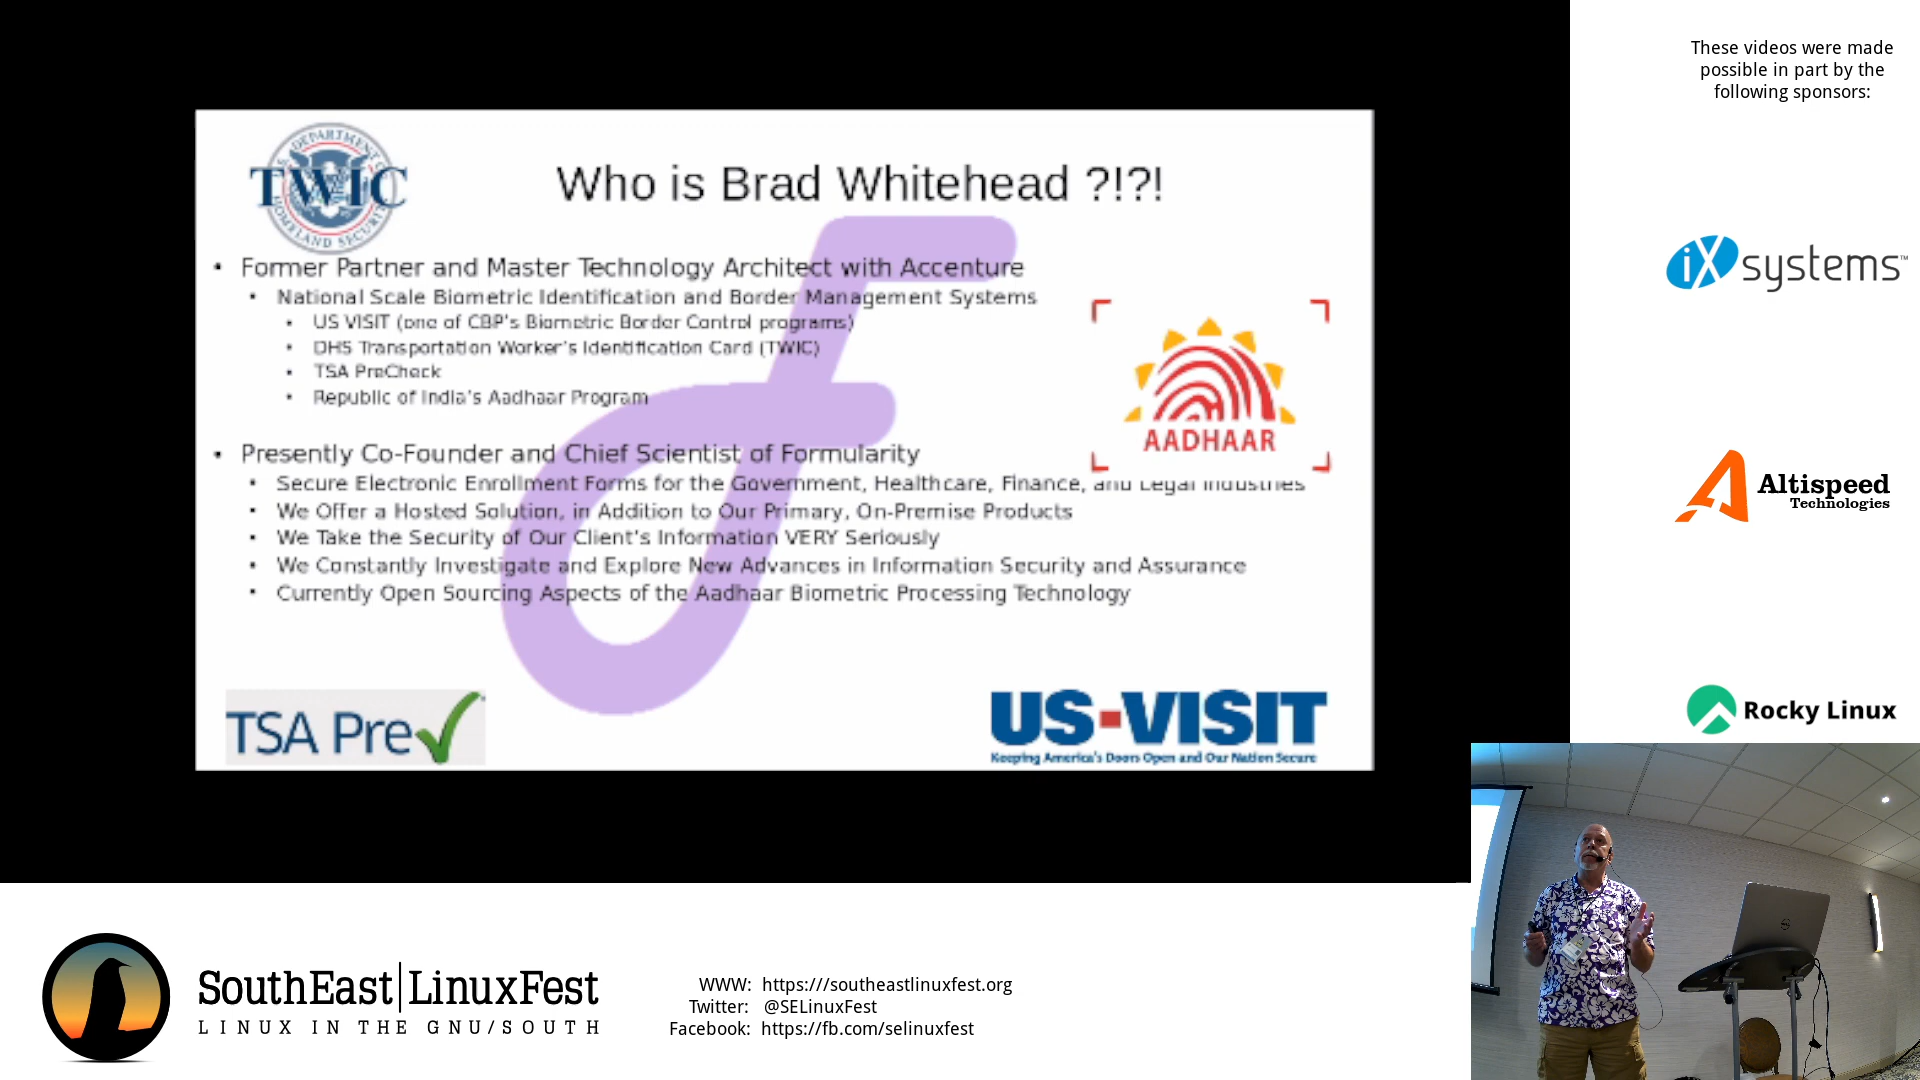 These videos were made
possible in part by the
following sponsors:
U.S. DEPARTMENT OF
TWIC
HOMELAND SECURITY
Who is Brad Whitehead ?!?!
• Former Partner and Master Technology Architect with Accenture
• National Scale Biometric Identification and Border Management Systems
• US VISIT (one of CBP's Biometric Border Control programs)
• DHS Transportation Worker's Identification Card (TWIC)
• TSA PreCheck
• Republic of India's Aadhaar Program
AADHAAR
• Presently Co-Founder and Chief Scientist of Formularity
• Secure Electronic Enrollment Forms for the Government, Healthcare, Finance, and Legal Industries
• We Offer a Hosted Solution, in Addition to Our Primary, On-Premise Products
• We Take the Security of Our Client's Information VERY Seriously
• We Constantly Investigate and Explore New Advances in Information Security and Assurance
• Currently Open Sourcing Aspects of the Aadhaar Biometric Processing Technology
TSA Pre
US-VISIT
Keeping America's Doors Open and Our Nation Secure
iX systems™
Altispeed
Technologies
Rocky Linux
SouthEast LinuxFest
LINUX IN THE GNU/SOUTH
WWW: https:///southeastlinuxfest.org
Twitter: @SELinuxFest
Facebook: https://fb.com/selinuxfest
DELL